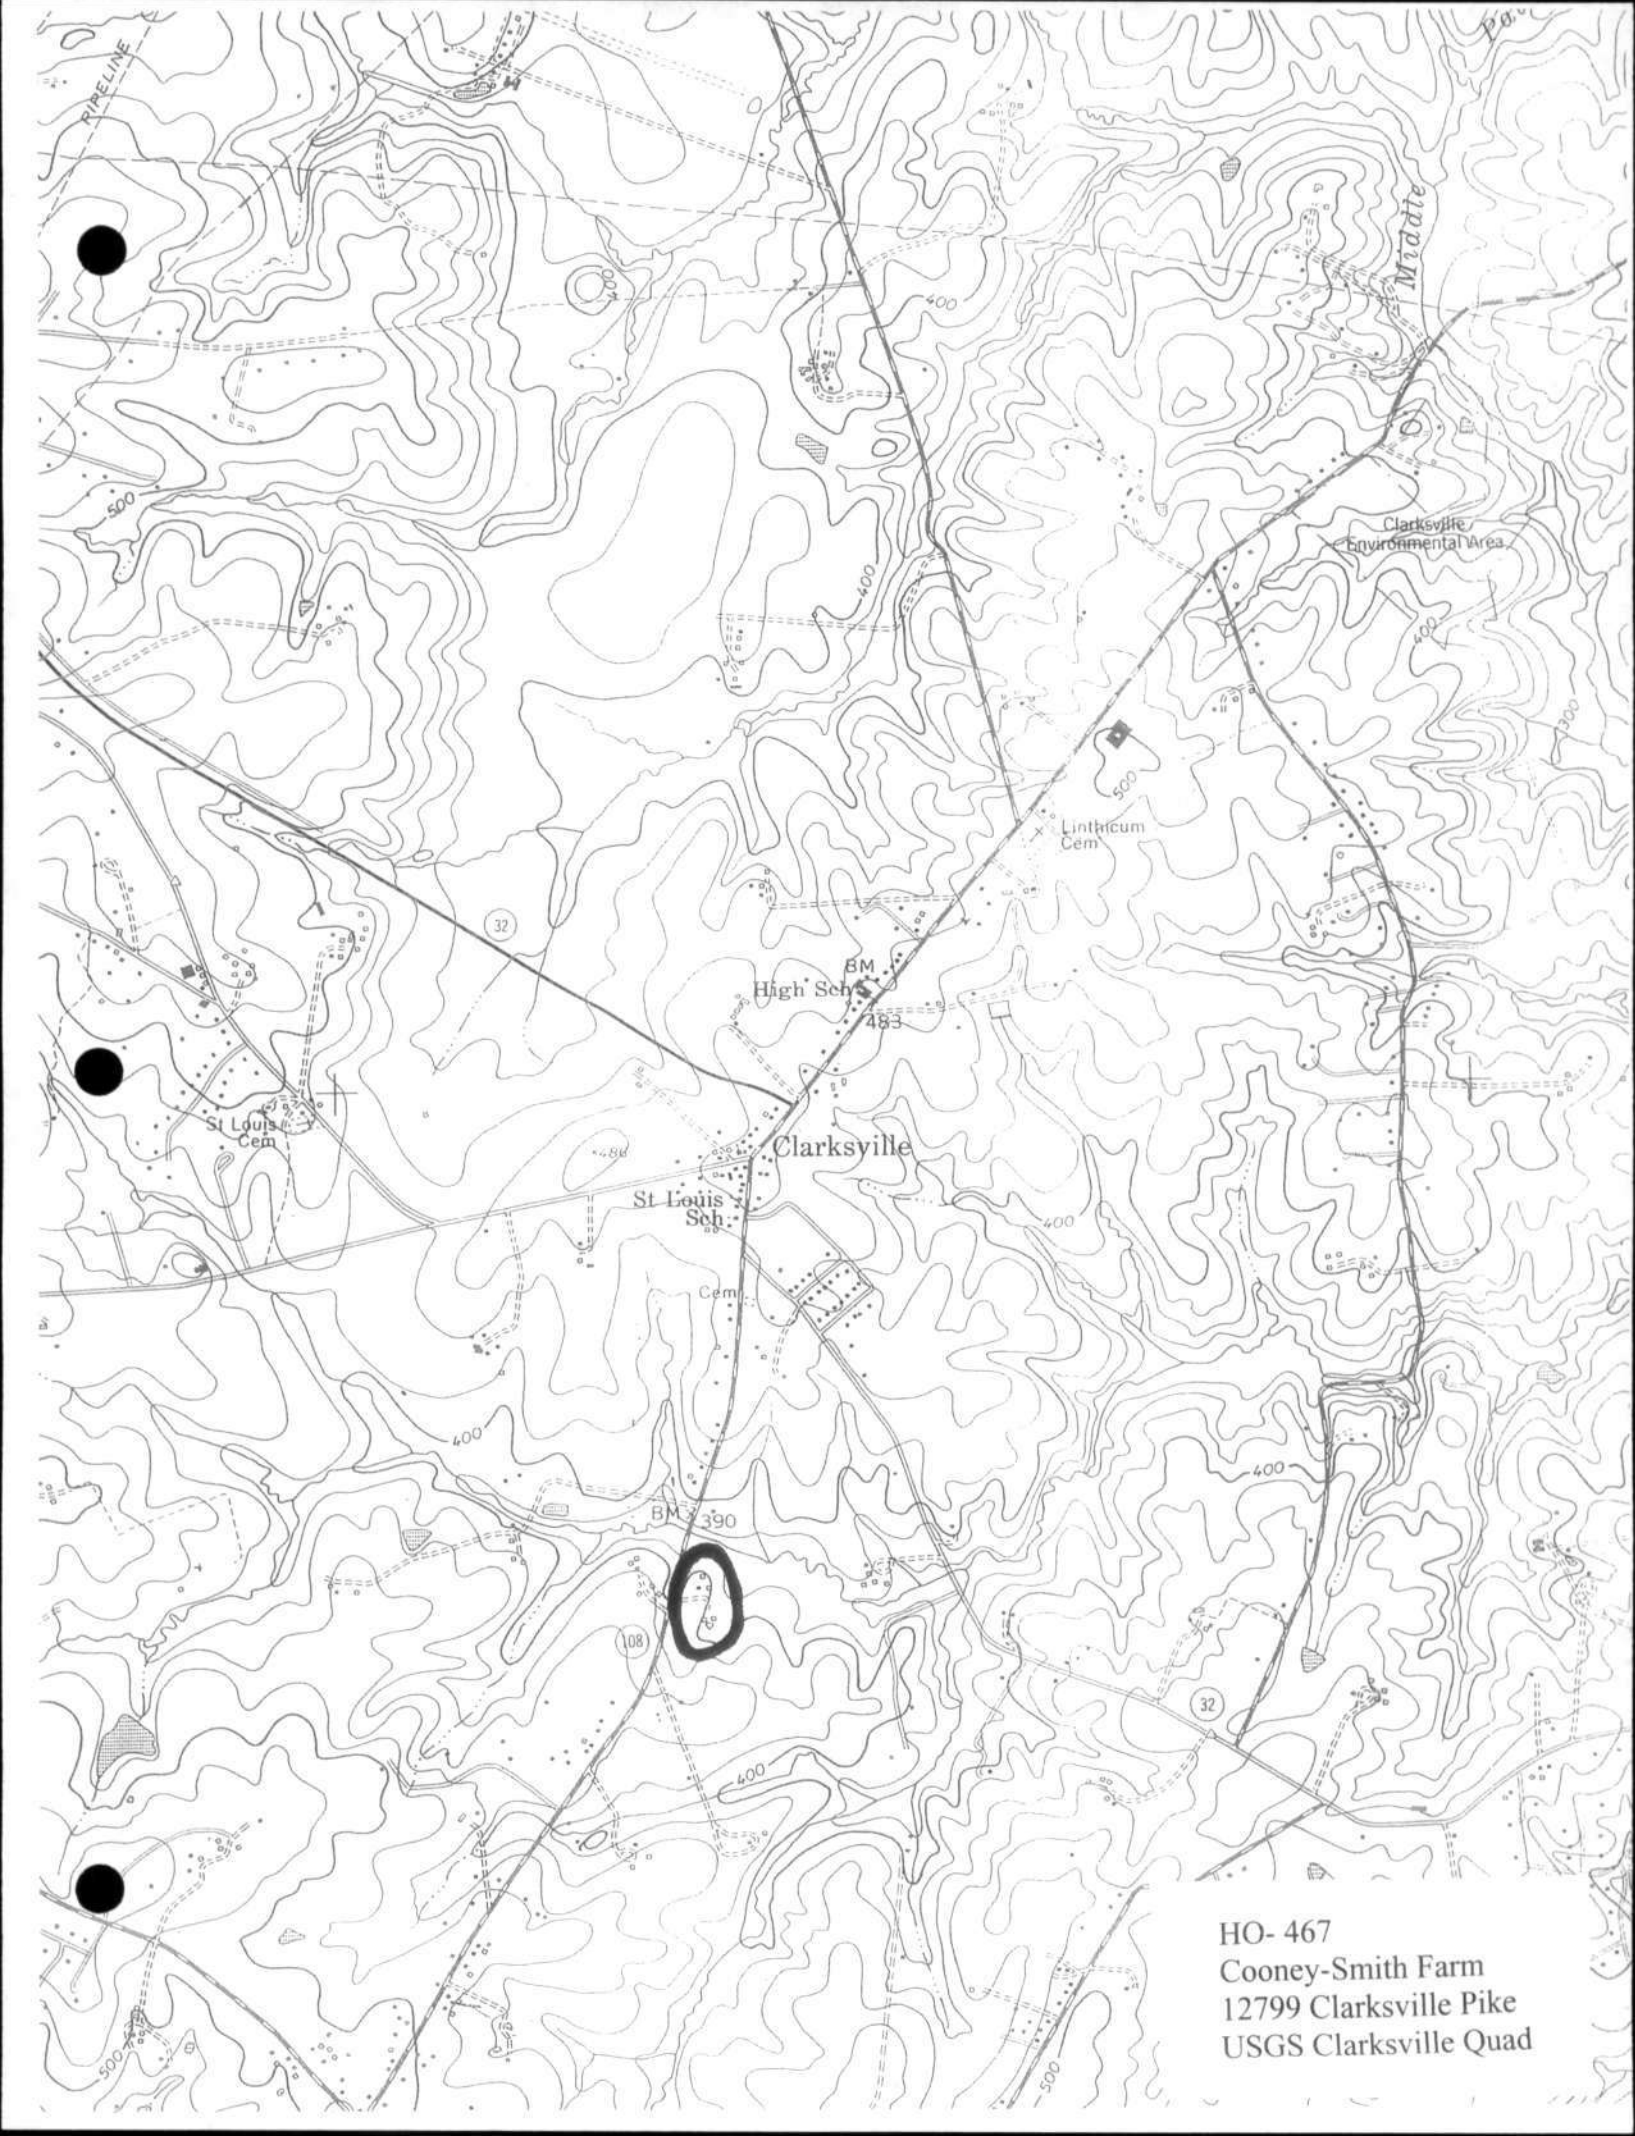 PIPELINE
Middle
400
400
500
Clarksville
Environmental Area
400
400
300
500
Linthicum
Cem
32
BM
High Sch
483
St Louis
Cem
Clarksville
St Louis
Sch
400
Cem
400
400
BM
390
108
32
400
500
500
HO- 467
Cooney-Smith Farm
12799 Clarksville Pike
USGS Clarksville Quad